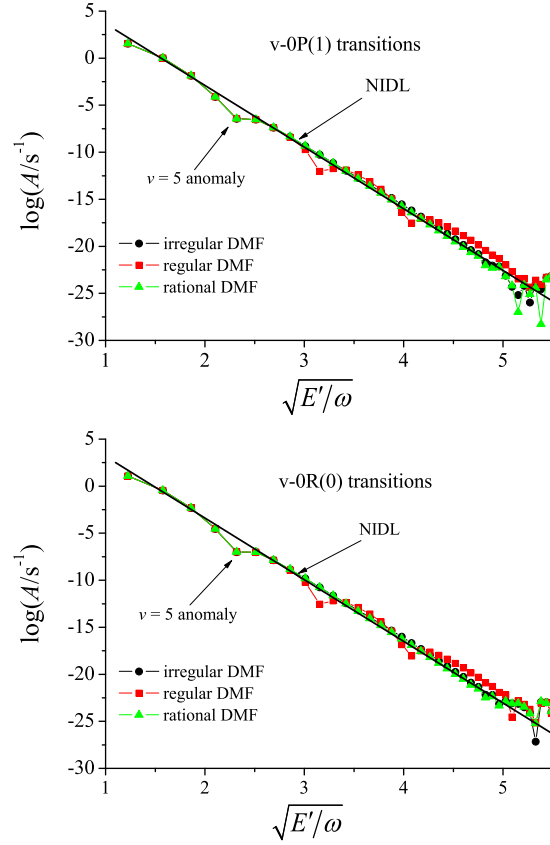 v-0P(1) transitions
NIDL
v = 5 anomaly
irregular DMF
regular DMF
rational DMF
log(A/s⁻¹)
5
0
-5
-10
-15
-20
-25
-30
1 2 3 4 5
√E′/ω
v-0R(0) transitions
NIDL
v = 5 anomaly
irregular DMF
regular DMF
rational DMF
log(A/s⁻¹)
5
0
-5
-10
-15
-20
-25
-30
1 2 3 4 5
√E′/ω